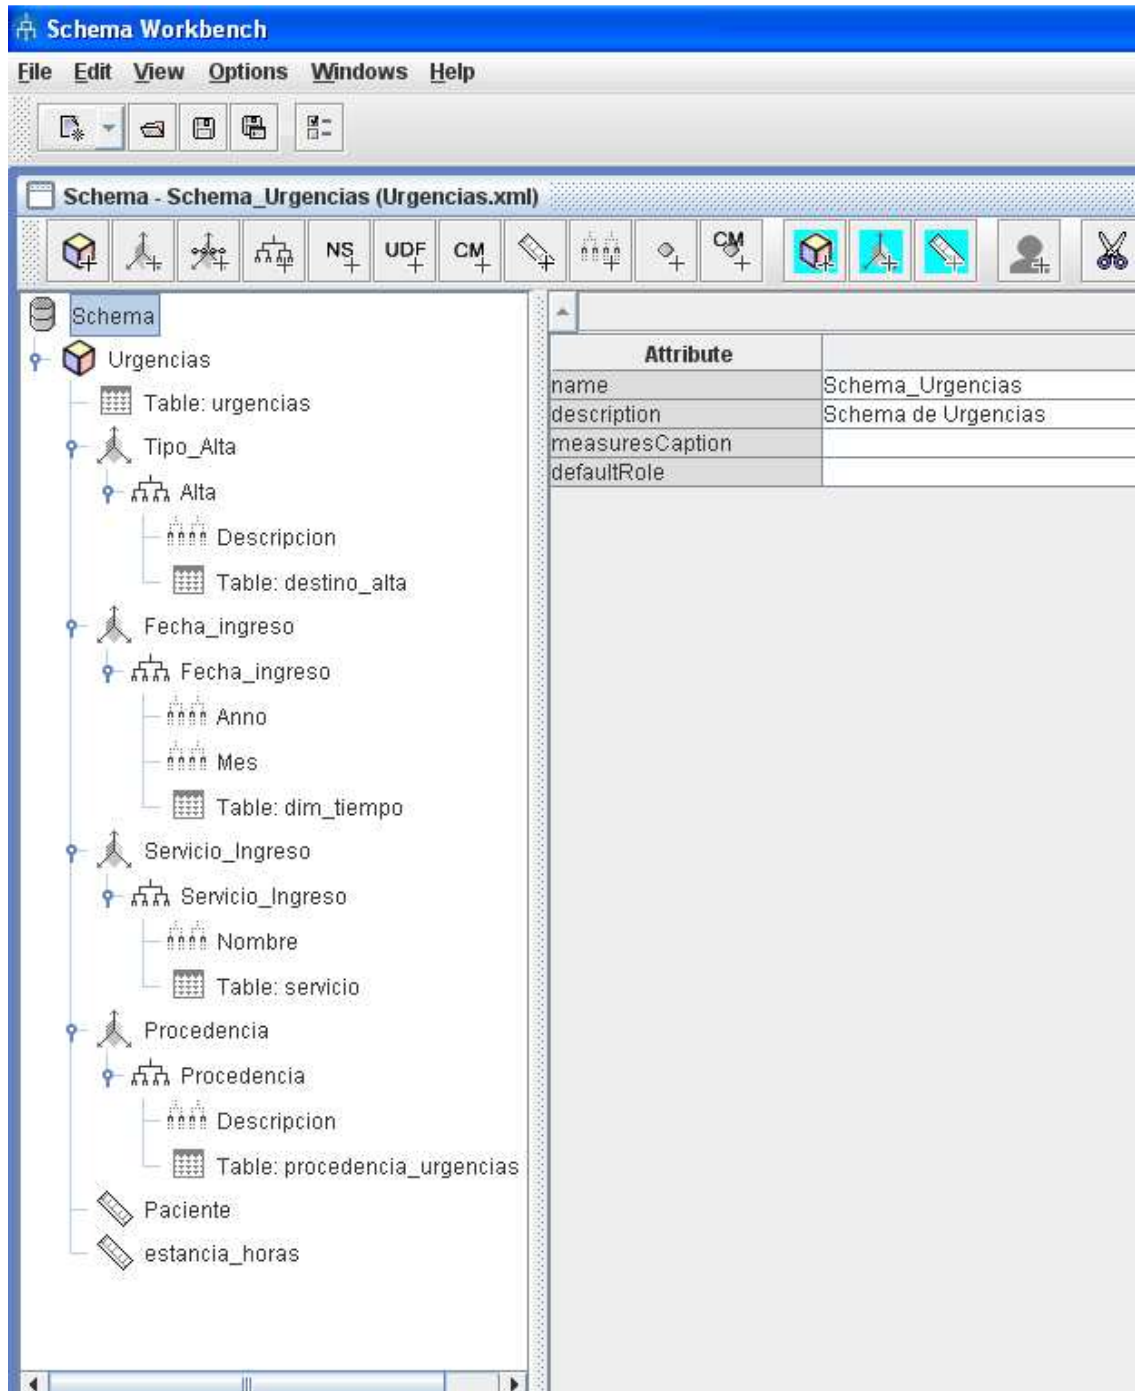 Schema Workbench
File Edit View Options Windows Help
Schema - Schema_Urgencias (Urgencias.xml)
NS UDF CM CM
Schema
Urgencias
Table: urgencias
Tipo_Alta
Alta
Descripcion
Table: destino_alta
Fecha_ingreso
Fecha_ingreso
Anno
Mes
Table: dim_tiempo
Servicio_Ingreso
Servicio_Ingreso
Nombre
Table: servicio
Procedencia
Procedencia
Descripcion
Table: procedencia_urgencias
Paciente
estancia_horas
Attribute
name Schema_Urgencias
description Schema de Urgencias
measuresCaption
defaultRole